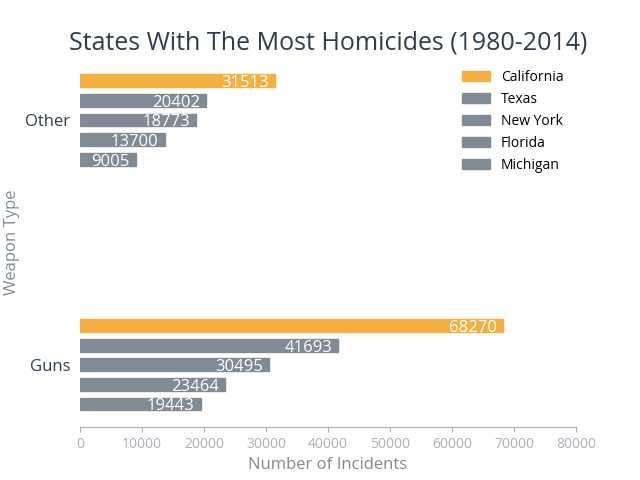 States With The Most Homicides (1980-2014)
California
Texas
New York
Florida
Michigan
Other
31513
20402
18773
13700
9005
Weapon Type
Guns
68270
41693
30495
23464
19443
0 10000 20000 30000 40000 50000 60000 70000 80000
Number of Incidents